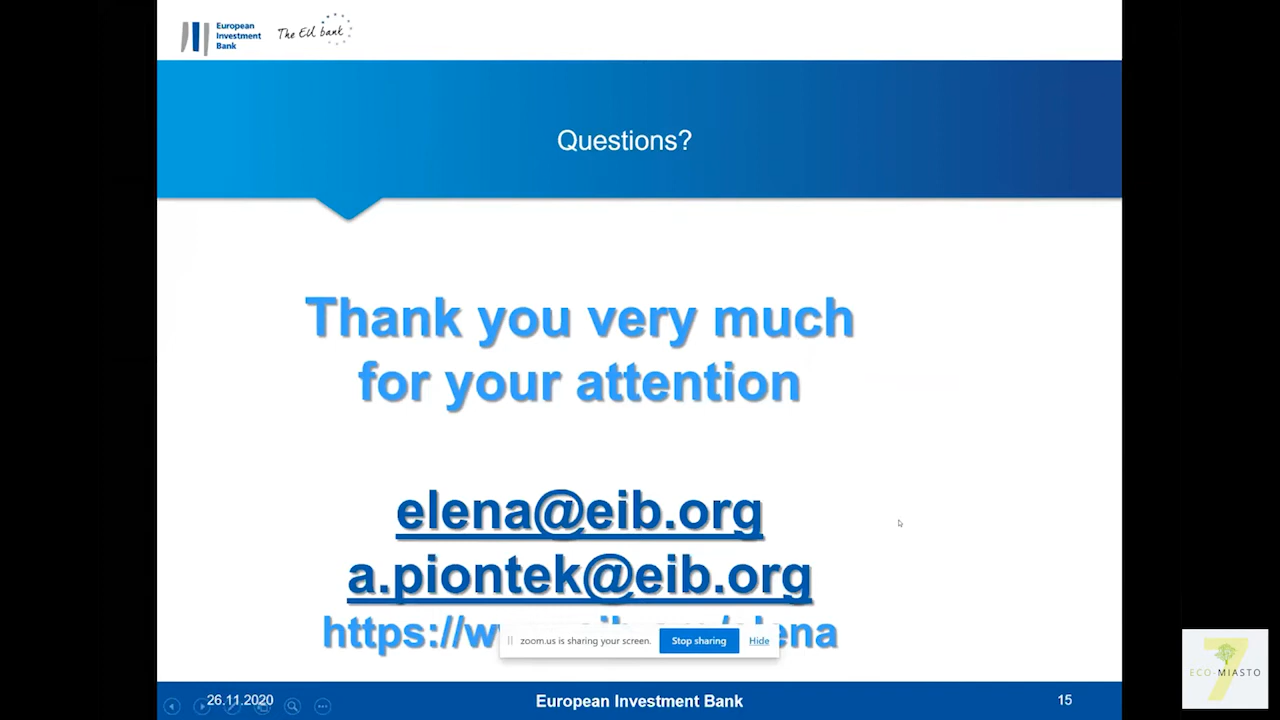 European
Investment
Bank
The EU bank
Questions?
Thank you very much
for your attention
elena@eib.org
a.piontek@eib.org
zoom.us is sharing your screen.
Stop sharing
Hide
26.11.2020
European Investment Bank
15
7
ECO-MIASTO